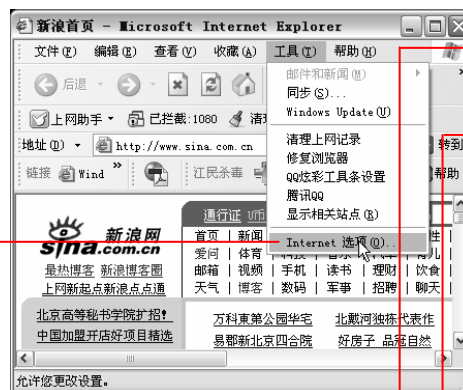 新浪首页 - Microsoft Internet Explorer
文件(F) 编辑(E) 查看(V) 收藏(A) 工具(T) 帮助(H)
后退
邮件和新闻(M)
同步(S)...
Windows Update(U)
清理上网记录
修复浏览器
QQ炫彩工具条设置
腾讯QQ
显示相关站点(R)
Internet 选项(O)...
上网助手 已拦截:1080 清
地址(D) http://www.sina.com.cn 转到
链接 Wind » 江民杀毒 帮助
新浪网
sina.com.cn
最热博客 新浪博客圈
上网新起点新浪点点通
通行证
首页 | 新闻
爱问 | 体育
邮箱 | 视频 | 手机 | 读书 | 理财 | 饮食
天气 | 博客 | 数码 | 军事 | 招聘 | 聊天
北京高等秘书学院扩招!
中国加盟开店好项目精选
万科東第公园华宅 北戴河独栋代表作
易郡新北京四合院 好房子 品冠自然
允许您更改设置。